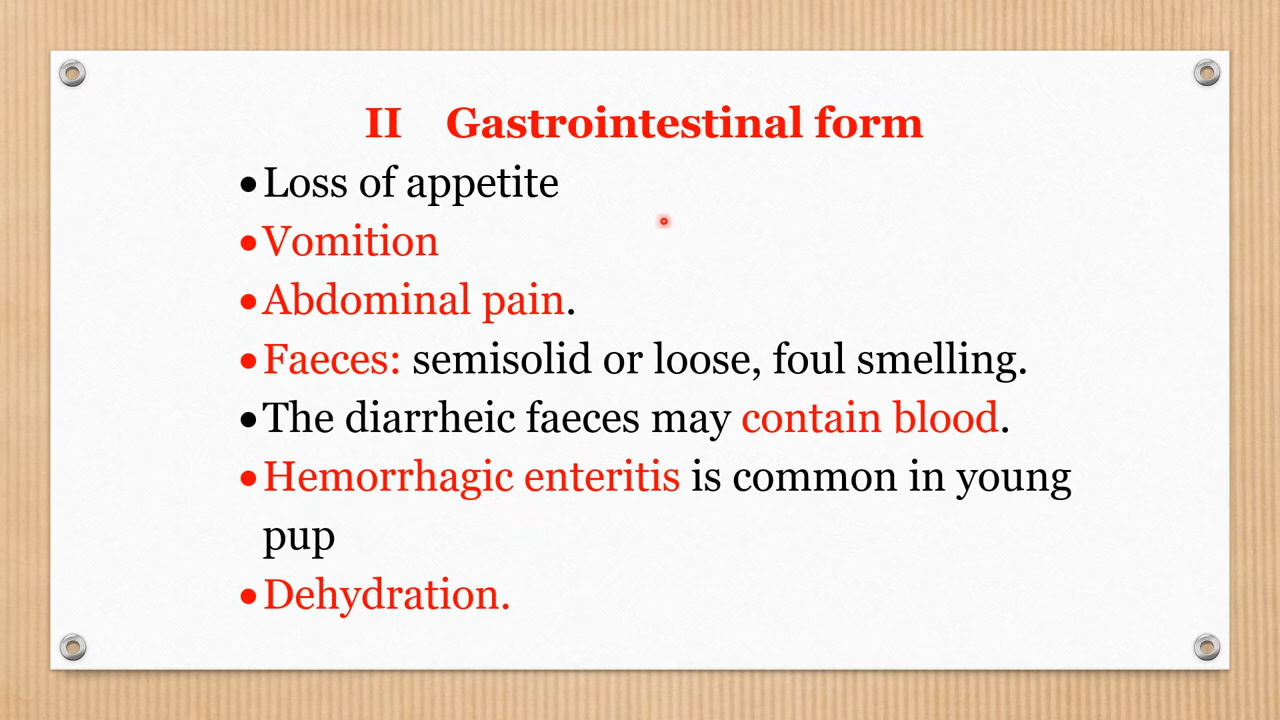 II Gastrointestinal form
•Loss of appetite
•Vomition
•Abdominal pain.
•Faeces: semisolid or loose, foul smelling.
•The diarrheic faeces may contain blood.
•Hemorrhagic enteritis is common in young
pup
•Dehydration.